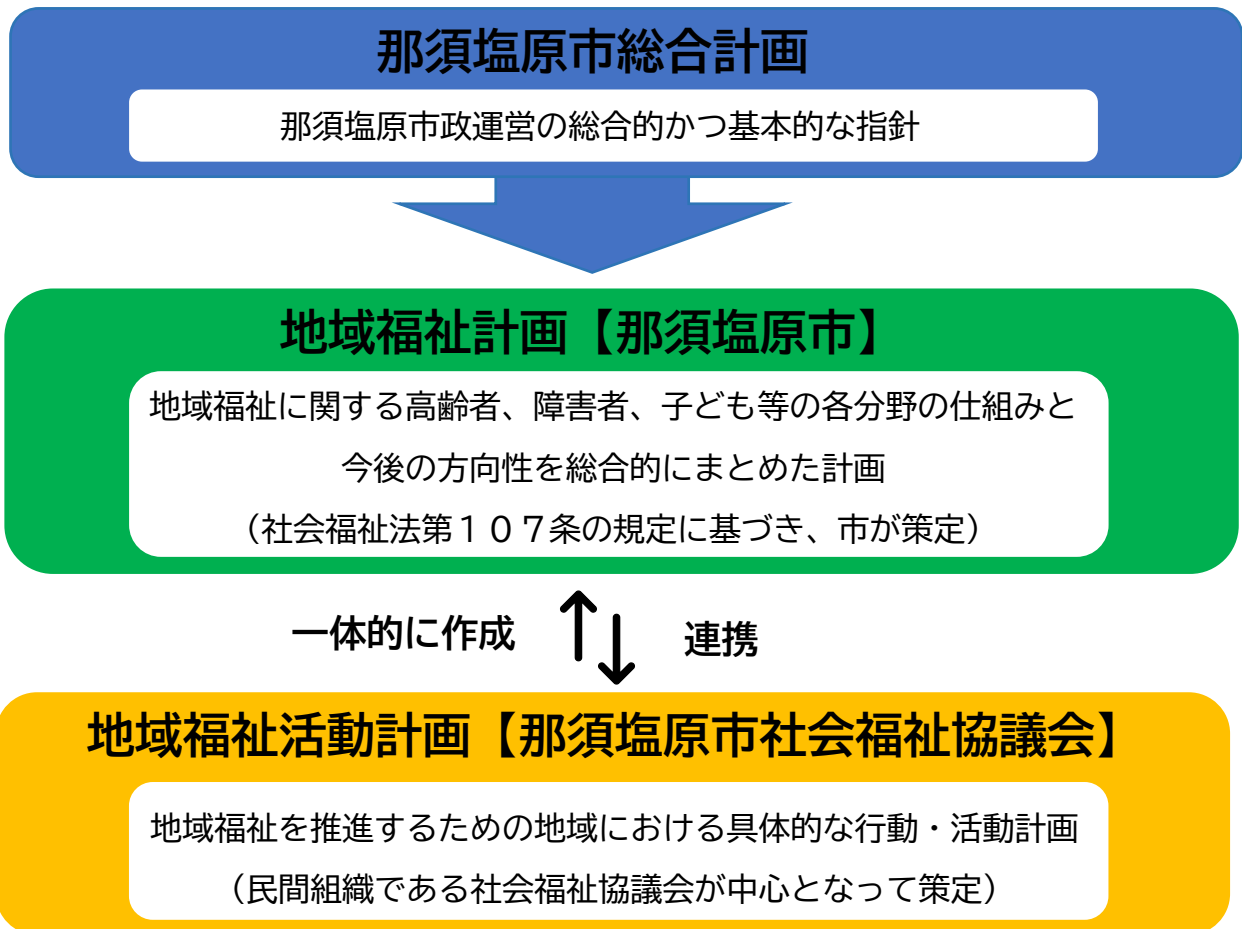 那須塩原市総合計画
那須塩原市政運営の総合的かつ基本的な指針
地域福祉計画【那須塩原市】
地域福祉に関する高齢者、障害者、子ども等の各分野の仕組みと
今後の方向性を総合的にまとめた計画
（社会福祉法第１０７条の規定に基づき、市が策定）
一体的に作成
連携
地域福祉活動計画【那須塩原市社会福祉協議会】
地域福祉を推進するための地域における具体的な行動・活動計画
（民間組織である社会福祉協議会が中心となって策定）